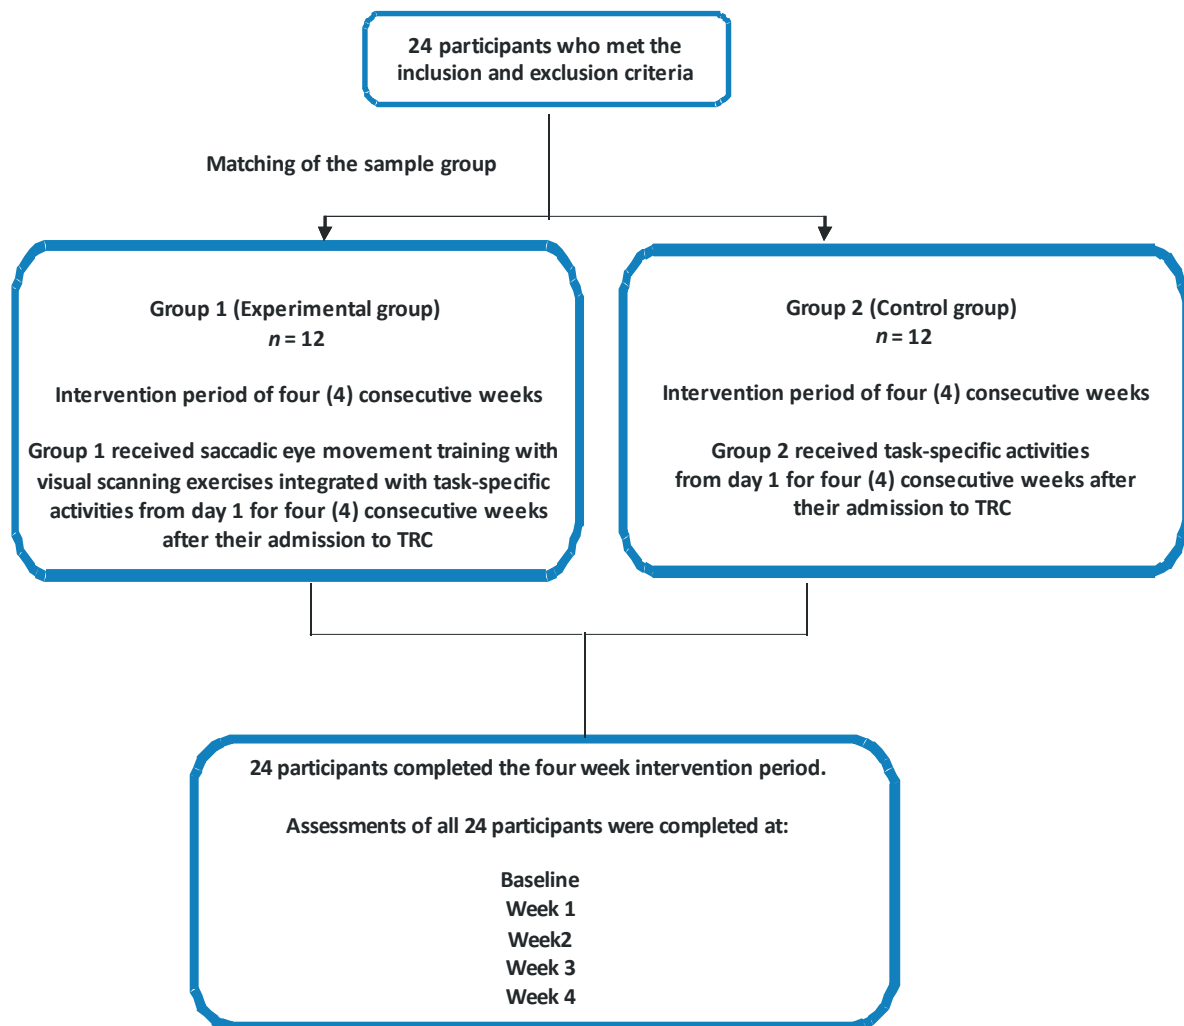 24 participants who met the
inclusion and exclusion criteria
Matching of the sample group
Group 1 (Experimental group)
n = 12
Intervention period of four (4) consecutive weeks
Group 1 received saccadic eye movement training with
visual scanning exercises integrated with task-specific
activities from day 1 for four (4) consecutive weeks
after their admission to TRC
Group 2 (Control group)
n = 12
Intervention period of four (4) consecutive weeks
Group 2 received task-specific activities
from day 1 for four (4) consecutive weeks after
their admission to TRC
24 participants completed the four week intervention period.
Assessments of all 24 participants were completed at:
Baseline
Week 1
Week2
Week 3
Week 4